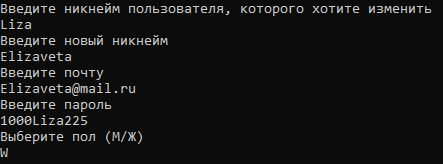 Введите никнейм пользователя, которого хотите изменить
Liza
Введите новый никнейм
Elizaveta
Введите почту
Elizaveta@mail.ru
Введите пароль
1000Liza225
Выберите пол (М/Ж)
W